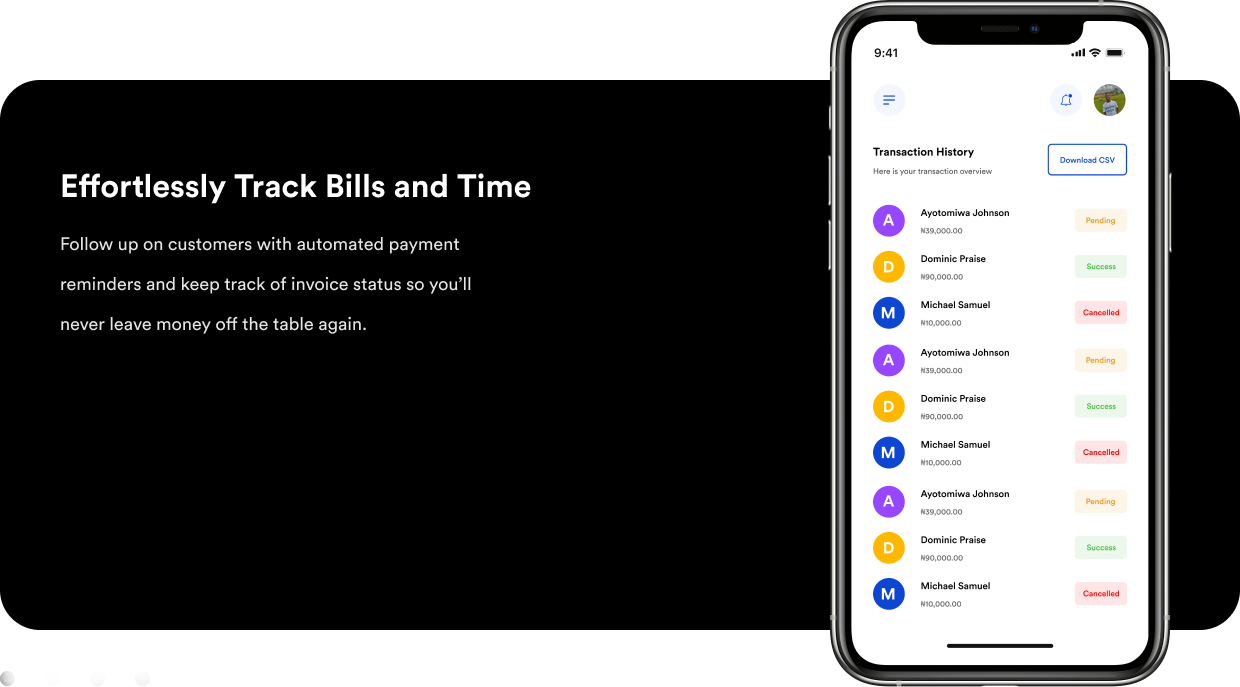 Effortlessly Track Bills and Time
Follow up on customers with automated payment
reminders and keep track of invoice status so you’ll
never leave money off the table again.
9:41
Transaction History
Here is your transaction overview
Download CSV
A
Ayotomiwa Johnson
₦39,000.00
Pending
D
Dominic Praise
₦90,000.00
Success
M
Michael Samuel
₦10,000.00
Cancelled
A
Ayotomiwa Johnson
₦39,000.00
Pending
D
Dominic Praise
₦90,000.00
Success
M
Michael Samuel
₦10,000.00
Cancelled
A
Ayotomiwa Johnson
₦39,000.00
Pending
D
Dominic Praise
₦90,000.00
Success
M
Michael Samuel
₦10,000.00
Cancelled